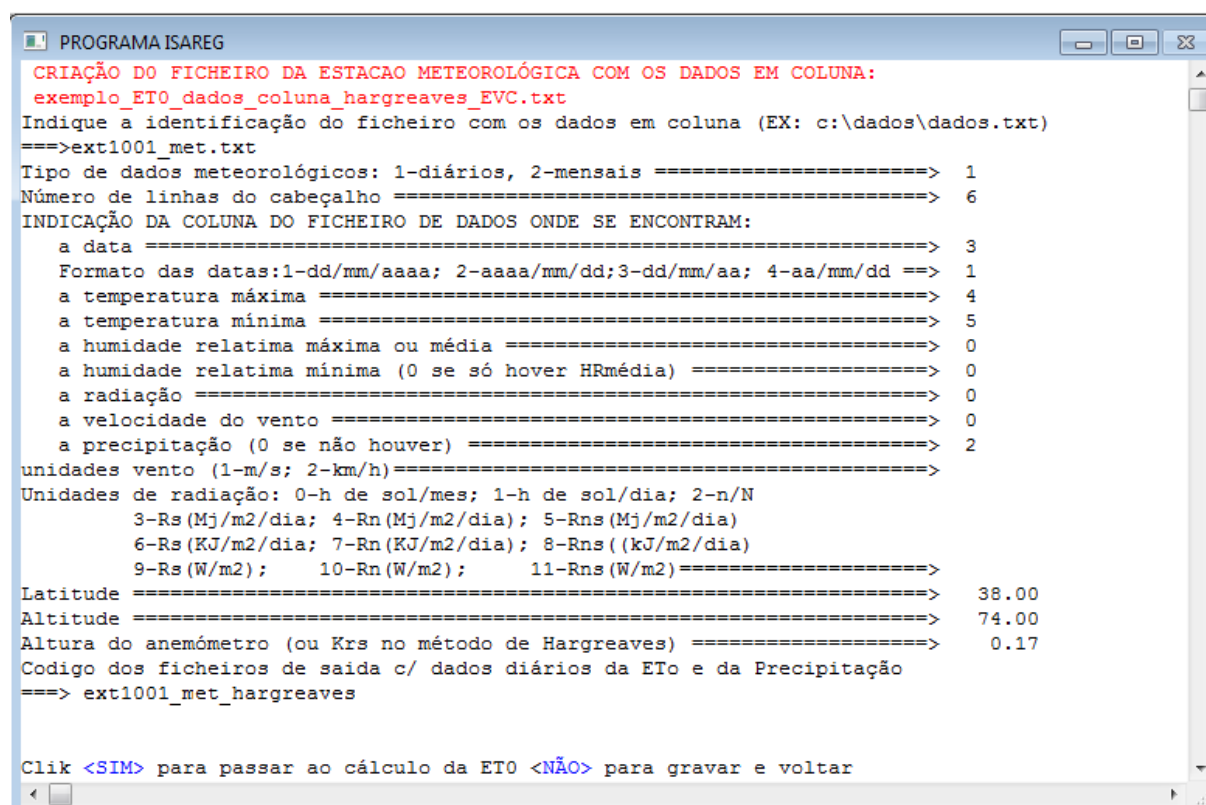 PROGRAMA ISAREG
CRIAÇÃO DO FICHEIRO DA ESTACAO METEOROLÓGICA COM OS DADOS EM COLUNA:
exemplo_ET0_dados_coluna_hargreaves_EVC.txt
Indique a identificação do ficheiro com os dados em coluna (EX: c:\dados\dados.txt)
===>ext1001_met.txt
Tipo de dados meteorológicos: 1-diários, 2-mensais ======================> 1
Número de linhas do cabeçalho ===========================================> 6
INDICAÇÃO DA COLUNA DO FICHEIRO DE DADOS ONDE SE ENCONTRAM:
a data ===============================================================> 3
Formato das datas:1-dd/mm/aaaa; 2-aaaa/mm/dd;3-dd/mm/aa; 4-aa/mm/dd ==> 1
a temperatura máxima =================================================> 4
a temperatura mínima =================================================> 5
a humidade relatima máxima ou média ==================================> 0
a humidade relatima mínima (0 se só hover HRmédia) ===================> 0
a radiação ===========================================================> 0
a velocidade do vento ================================================> 0
a precipitação (0 se não houver) =====================================> 2
unidades vento (1-m/s; 2-km/h)===========================================>
Unidades de radiação: 0-h de sol/mes; 1-h de sol/dia; 2-n/N
3-Rs(Mj/m2/dia; 4-Rn(Mj/m2/dia); 5-Rns(Mj/m2/dia)
6-Rs(KJ/m2/dia; 7-Rn(KJ/m2/dia); 8-Rns((kJ/m2/dia)
9-Rs(W/m2); 10-Rn(W/m2); 11-Rns(W/m2)====================>
Latitude ================================================================> 38.00
Altitude ================================================================> 74.00
Altura do anemómetro (ou Krs no método de Hargreaves) ===================> 0.17
Codigo dos ficheiros de saida c/ dados diários da ETo e da Precipitação
===> ext1001_met_hargreaves
Clik <SIM> para passar ao cálculo da ET0 <NÃO> para gravar e voltar